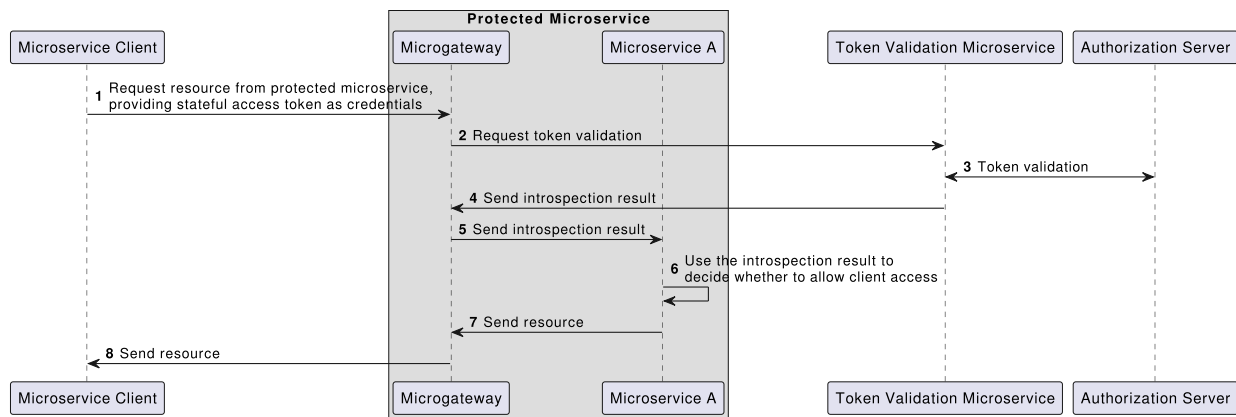 Protected Microservice
Microservice Client
Microgateway
Microservice A
Token Validation Microservice
Authorization Server
1 Request resource from protected microservice,
providing stateful access token as credentials
2 Request token validation
3 Token validation
4 Send introspection result
5 Send introspection result
6 Use the introspection result to
decide whether to allow client access
7 Send resource
8 Send resource
Microservice Client
Microgateway
Microservice A
Token Validation Microservice
Authorization Server